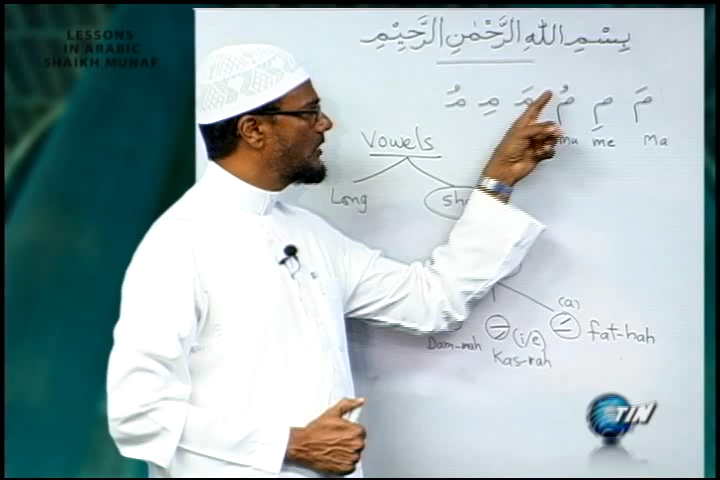 LESSONS
IN ARABIC
SHAIKH MUNAF
بِسْمِ اللهِ الرَّحْمٰنِ الرَّحِيْمِ
مَ مِ مُ مَ مِ مُ
Ma me mu
Vowels
Long
(a)
fat-hah
(i/e)
Kas-rah
Dam-mah
TIN